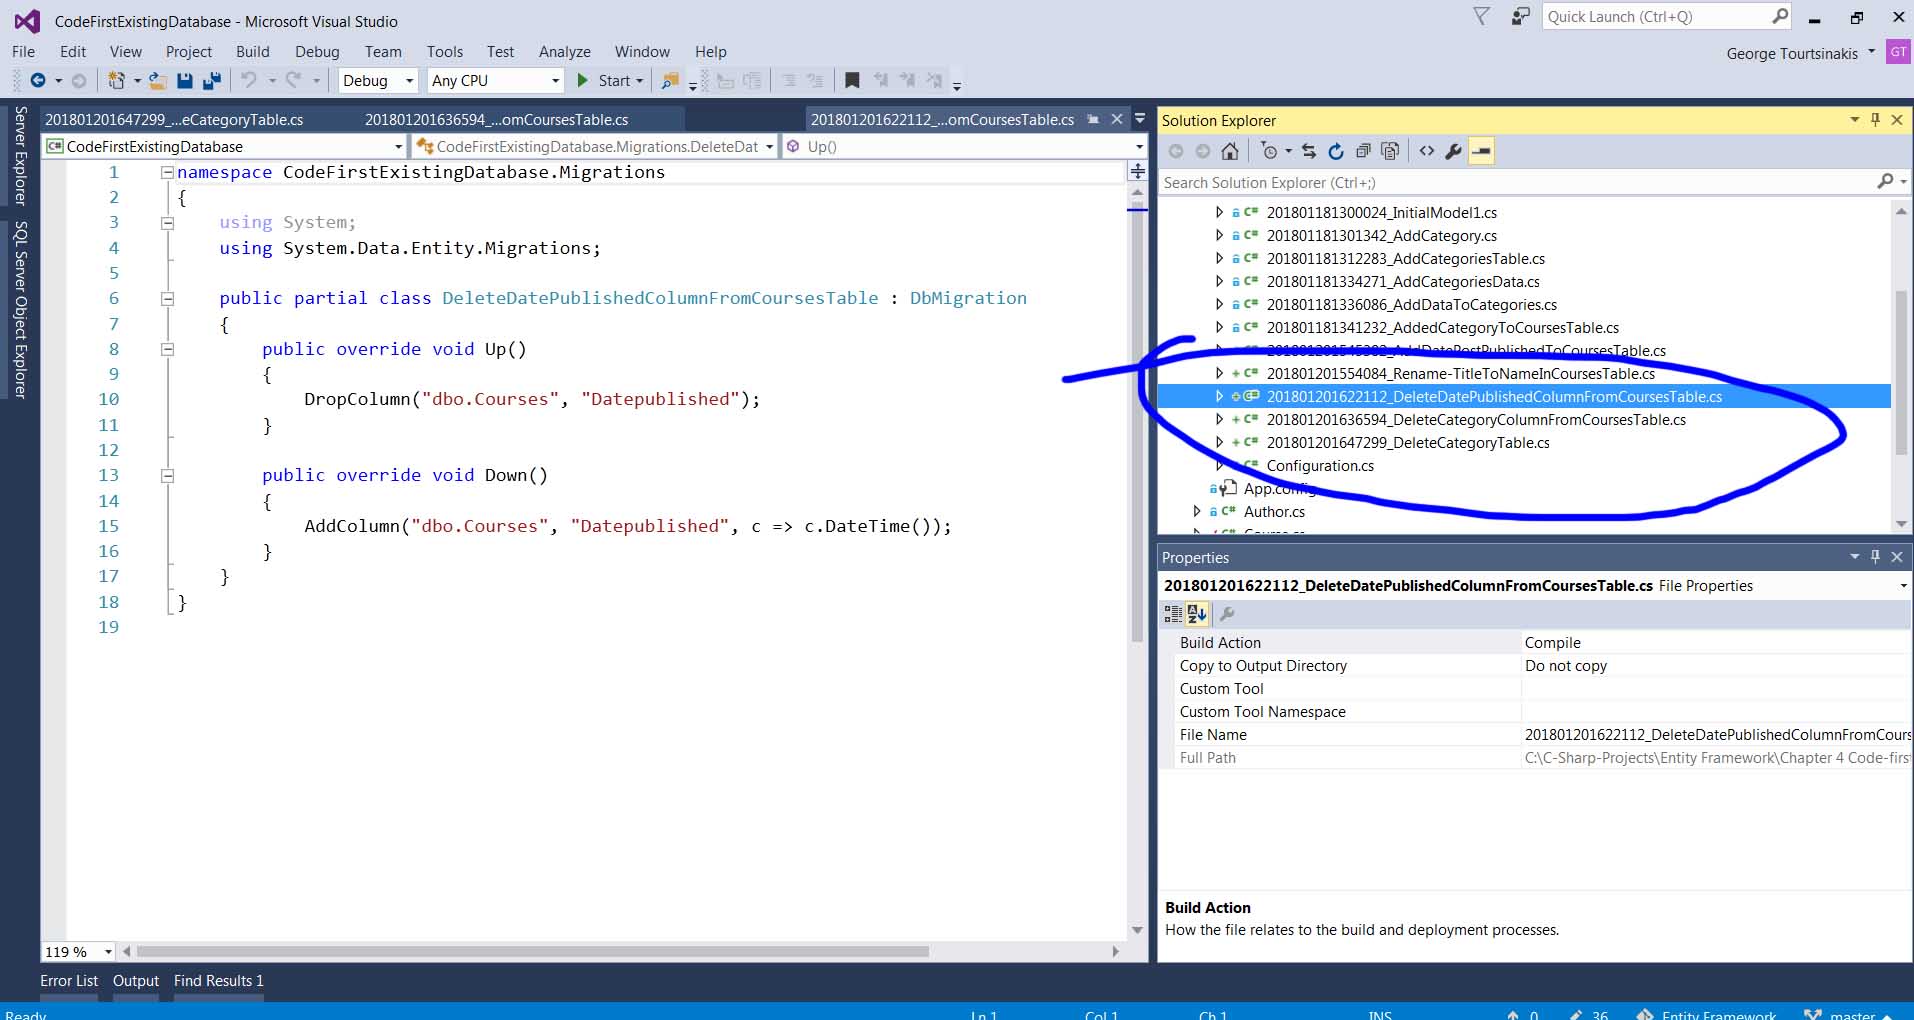 CodeFirstExistingDatabase - Microsoft Visual Studio
Quick Launch (Ctrl+Q)
File Edit View Project Build Debug Team Tools Test Analyze Window Help
George Tourtsinakis GT
Debug Any CPU Start
Server Explorer
SQL Server Object Explorer
201801201647299_...eCategoryTable.cs 201801201636594_...omCoursesTable.cs 201801201622112_...omCoursesTable.cs
CodeFirstExistingDatabase CodeFirstExistingDatabase.Migrations.DeleteDat Up()
1 namespace CodeFirstExistingDatabase.Migrations
2 {
3 using System;
4 using System.Data.Entity.Migrations;
5
6 public partial class DeleteDatePublishedColumnFromCoursesTable : DbMigration
7 {
8 public override void Up()
9 {
10 DropColumn("dbo.Courses", "Datepublished");
11 }
12
13 public override void Down()
14 {
15 AddColumn("dbo.Courses", "Datepublished", c => c.DateTime());
16 }
17 }
18 }
19
119 %
Solution Explorer
Search Solution Explorer (Ctrl+;)
C# 201801181300024_InitialModel1.cs
C# 201801181301342_AddCategory.cs
C# 201801181312283_AddCategoriesTable.cs
C# 201801181334271_AddCategoriesData.cs
C# 201801181336086_AddDataToCategories.cs
C# 201801181341232_AddedCategoryToCoursesTable.cs
201801201545382_AddDatePostPublishedToCoursesTable.cs
+ C# 201801201554084_Rename-TitleToNameInCoursesTable.cs
+ C# 201801201622112_DeleteDatePublishedColumnFromCoursesTable.cs
+ C# 201801201636594_DeleteCategoryColumnFromCoursesTable.cs
+ C# 201801201647299_DeleteCategoryTable.cs
C# Configuration.cs
App.config
C# Author.cs
Course.cs
Properties
201801201622112_DeleteDatePublishedColumnFromCoursesTable.cs File Properties
Build Action Compile
Copy to Output Directory Do not copy
Custom Tool
Custom Tool Namespace
File Name 201801201622112_DeleteDatePublishedColumnFromCours
Full Path C:\C-Sharp-Projects\Entity Framework\Chapter 4 Code-first
Build Action
How the file relates to the build and deployment processes.
Error List Output Find Results 1
Ready Ln 1 Col 1 Ch 1 INS 0 36 Entity Framework master